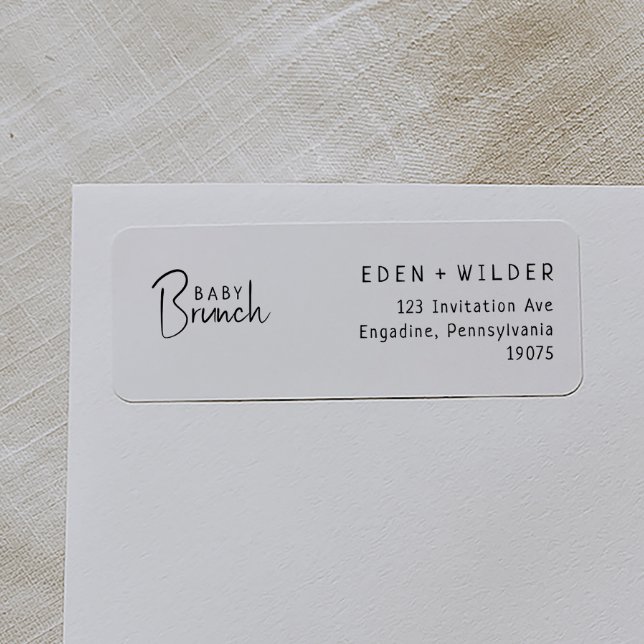 BABY
Brunch
EDEN + WILDER
123 Invitation Ave
Engadine, Pennsylvania
19075